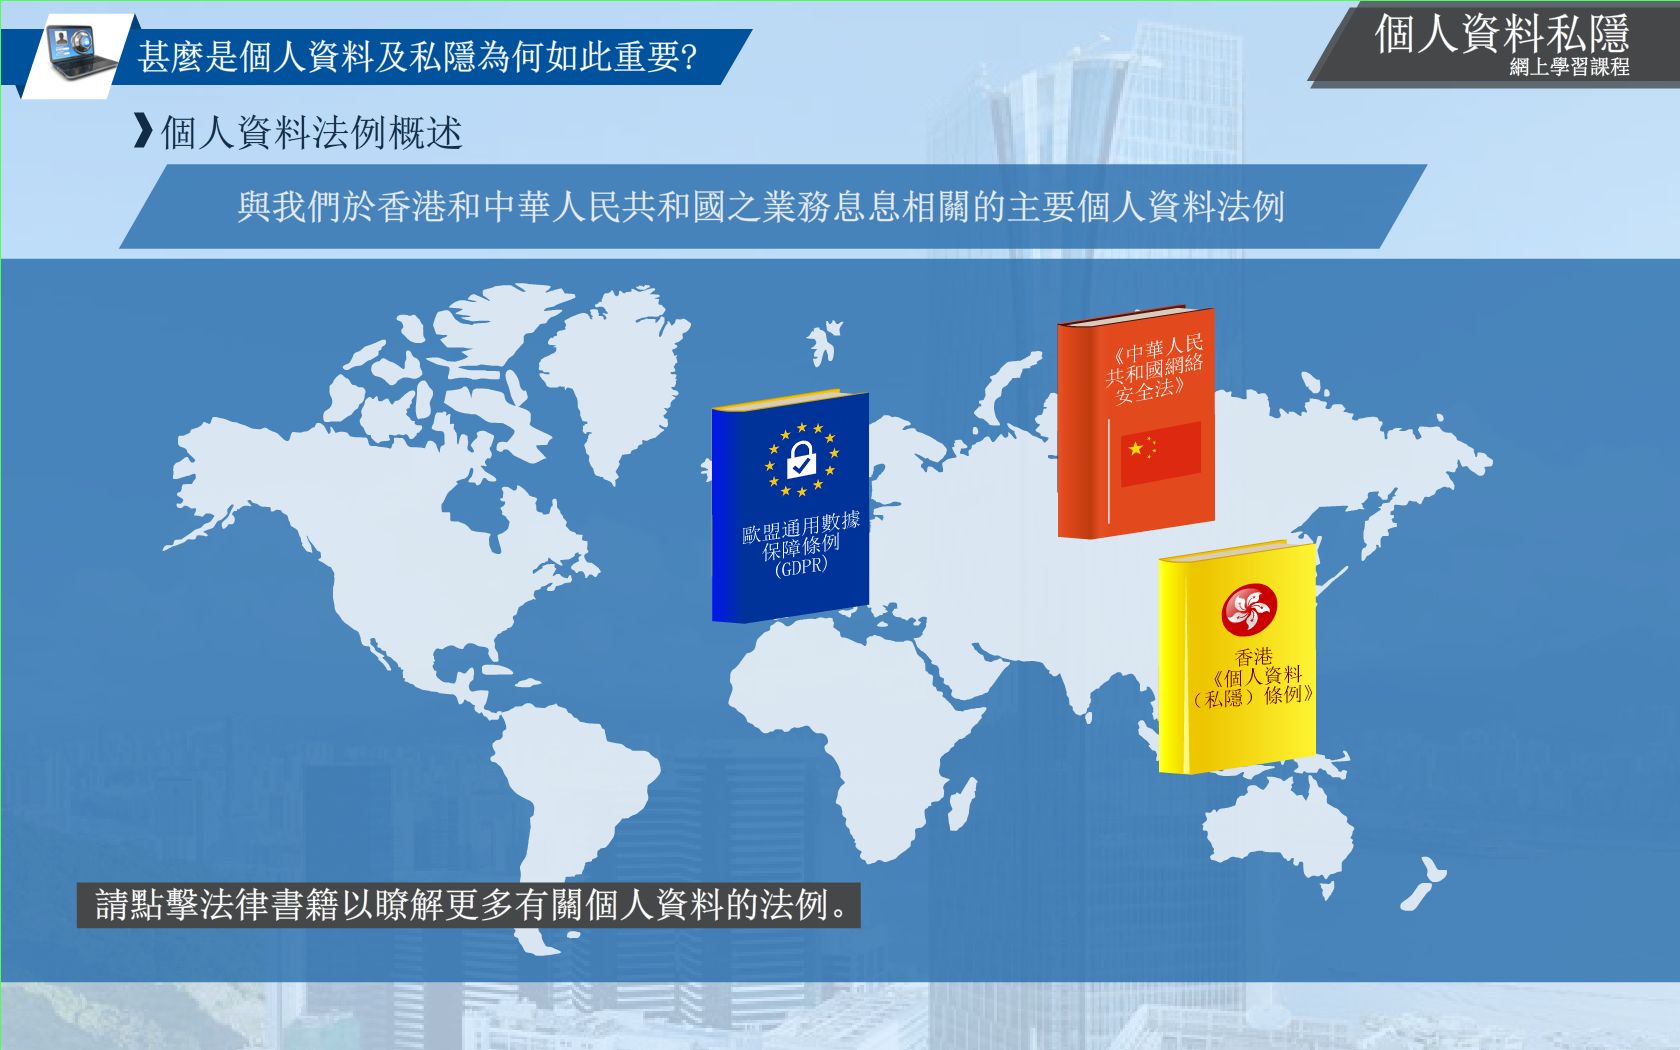 甚麼是個人資料及私隱為何如此重要?
個人資料私隱
網上學習課程
個人資料法例概述
與我們於香港和中華人民共和國之業務息息相關的主要個人資料法例
《中華人民
共和國網絡
安全法》
歐盟通用數據
保障條例
(GDPR)
香港
《個人資料
（私隱）條例》
請點擊法律書籍以瞭解更多有關個人資料的法例。